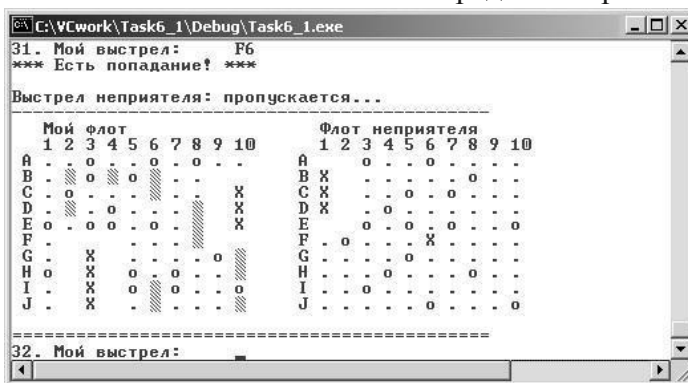 C:\VCwork\Task6_1\Debug\Task6_1.exe
31. Мой выстрел: F6
*** Есть попадание! ***
Выстрел неприятеля: пропускается...
Мой флот Флот неприятеля
1 2 3 4 5 6 7 8 9 10 1 2 3 4 5 6 7 8 9 10
A . . o . . o . o . . A o . . o . . . .
B . ▒ o ▒ o ▒ . . B X . . . . . o . .
C . o . . . ▒ . . X C X . . o . o . . .
D . ▒ . o . . . ▒ X D X . o . . . . . .
E o . o o . o . ▒ X E o . o . o . . o
F . . . . ▒ F . o . . . X . . . .
G . X . . . . o ▒ G . . . . o . . . . .
H o X o . o . . ▒ H . . . o . . . o . .
I . X o ▒ o . . o I . . o . . . . . . .
J . X . ▒ . . . ▒ J . . . . . o . . . o
32. Мой выстрел: _